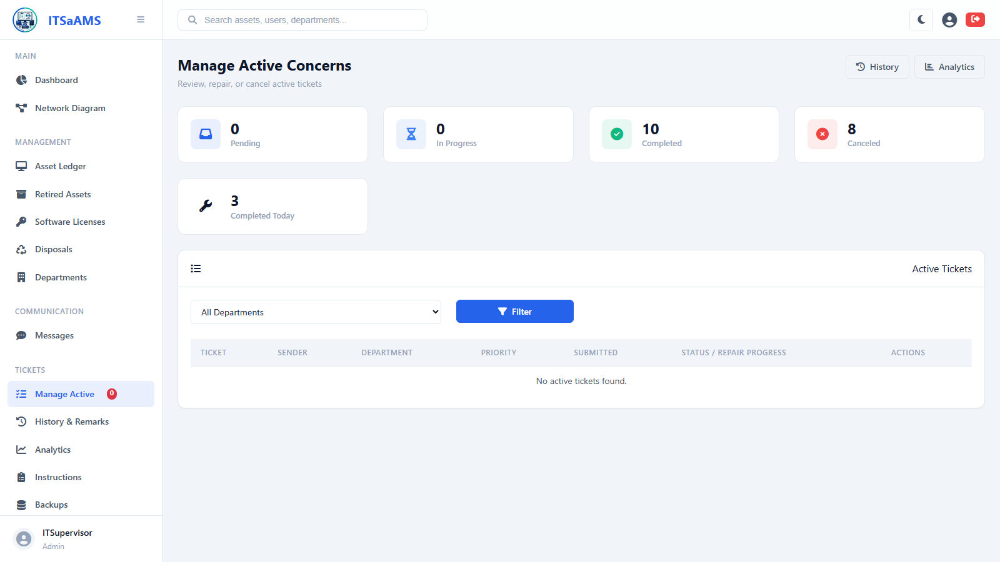 ITSaAMS
MAIN
Dashboard
Network Diagram
MANAGEMENT
Asset Ledger
Retired Assets
Software Licenses
Disposals
Departments
COMMUNICATION
Messages
TICKETS
Manage Active 0
History & Remarks
Analytics
Instructions
Backups
ITSupervisor
Admin
Search assets, users, departments...
Manage Active Concerns
Review, repair, or cancel active tickets
History
Analytics
0
Pending
0
In Progress
10
Completed
8
Canceled
3
Completed Today
Active Tickets
All Departments
Filter
TICKET SENDER DEPARTMENT PRIORITY SUBMITTED STATUS / REPAIR PROGRESS ACTIONS
No active tickets found.